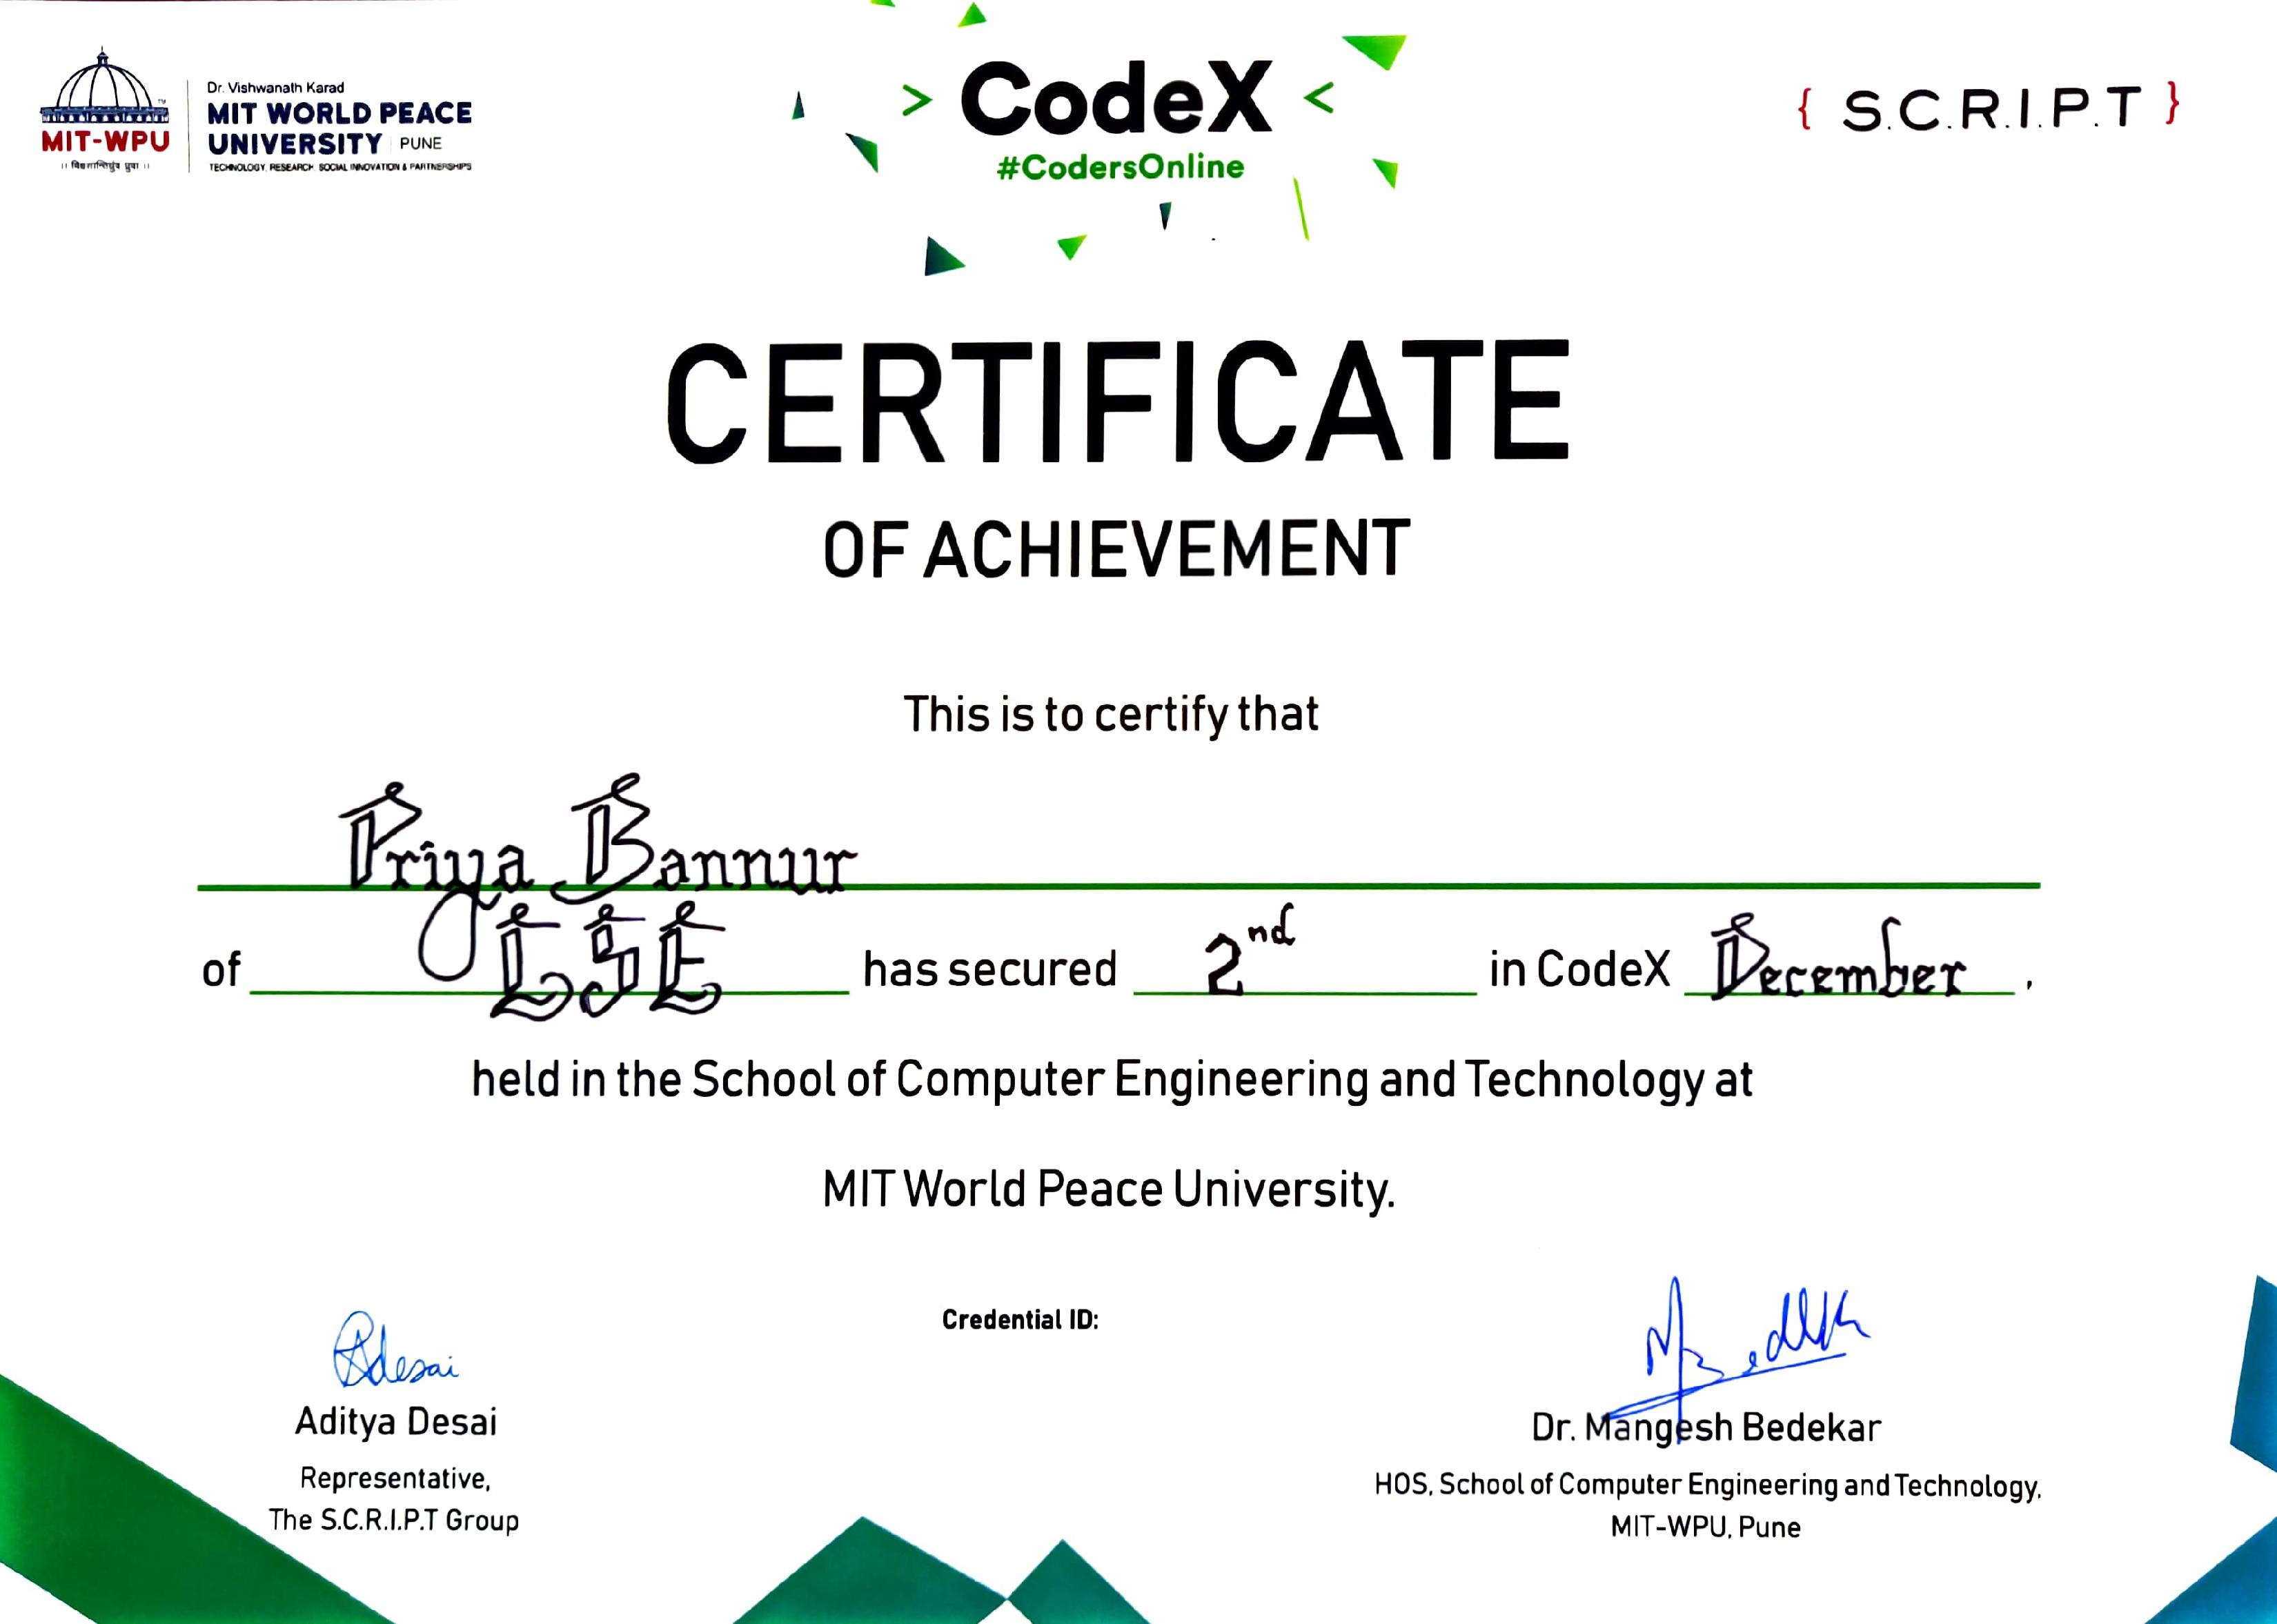 Dr. Vishwanath Karad
MIT WORLD PEACE
UNIVERSITY | PUNE
TECHNOLOGY, RESEARCH, SOCIAL INNOVATION & PARTNERSHIPS
MIT-WPU
TM
> CodeX <
#CodersOnline
{ S.C.R.I.P.T }
CERTIFICATE
OF ACHIEVEMENT
This is to certify that
Priya Bannur
of CSE has secured 2nd in CodeX December ,
held in the School of Computer Engineering and Technology at
MIT World Peace University.
Credential ID:
Adesai
Aditya Desai
Representative,
The S.C.R.I.P.T Group
Dr. Mangesh Bedekar
HOS, School of Computer Engineering and Technology,
MIT-WPU, Pune